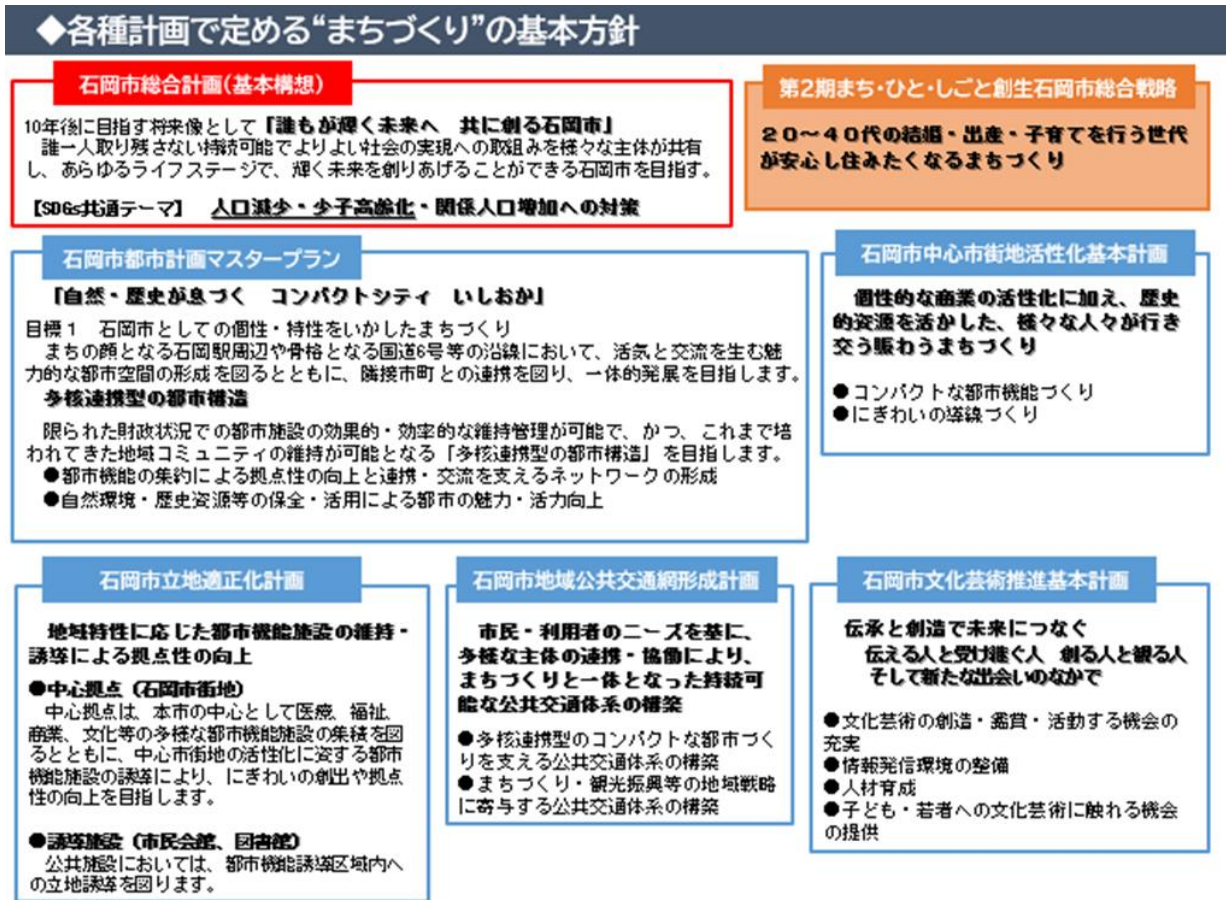 ◆各種計画で定める“まちづくり”の基本方針
石岡市総合計画(基本構想)
10年後に目指す将来像として「誰もが輝く未来へ　共に創る石岡市」
誰一人取り残さない持続可能でよりよい社会の実現への取組みを様々な主体が共有
し、あらゆるライフステージで、輝く未来を創りあげることができる石岡市を目指す。
【SDGs共通テーマ】　人口減少・少子高齢化・関係人口増加への対策
第2期まち・ひと・しごと創生石岡市総合戦略
２０～４０代の結婚・出産・子育てを行う世代
が安心し住みたくなるまちづくり
石岡市都市計画マスタープラン
「自然・歴史が息づく　コンパクトシティ　いしおか」
目標１　石岡市としての個性・特性をいかしたまちづくり
まちの顔となる石岡駅周辺や骨格となる国道6号等の沿線において、活気と交流を生む魅
力的な都市空間の形成を図るとともに、隣接市町との連携を図り、一体的発展を目指します。
多核連携型の都市構造
限られた財政状況での都市施設の効果的・効率的な維持管理が可能で、かつ、これまで培
われてきた地域コミュニティの維持が可能となる「多核連携型の都市構造」を目指します。
●都市機能の集約による拠点性の向上と連携・交流を支えるネットワークの形成
●自然環境・歴史資源等の保全・活用による都市の魅力・活力向上
石岡市中心市街地活性化基本計画
個性的な商業の活性化に加え、歴史
的資源を活かした、様々な人々が行き
交う賑わうまちづくり
●コンパクトな都市機能づくり
●にぎわいの導線づくり
石岡市立地適正化計画
地域特性に応じた都市機能施設の維持・
誘導による拠点性の向上
●中心拠点（石岡市街地）
中心拠点は、本市の中心として医療、福祉、
商業、文化等の多様な都市機能施設の集積を図
るとともに、中心市街地の活性化に資する都市
機能施設の誘導により、にぎわいの創出や拠点
性の向上を目指します。
●誘導施設（市民会館、図書館）
公共施設においては、都市機能誘導区域内へ
の立地誘導を図ります。
石岡市地域公共交通網形成計画
市民・利用者のニーズを基に、
多様な主体の連携・協働により、
まちづくりと一体となった持続可
能な公共交通体系の構築
●多核連携型のコンパクトな都市づく
りを支える公共交通体系の構築
●まちづくり・観光振興等の地域戦略
に寄与する公共交通体系の構築
石岡市文化芸術推進基本計画
伝承と創造で未来につなぐ
伝える人と受け継ぐ人　創る人と観る人
そして新たな出会いのなかで
●文化芸術の創造・鑑賞・活動する機会の
充実
●情報発信環境の整備
●人材育成
●子ども・若者への文化芸術に触れる機会
の提供